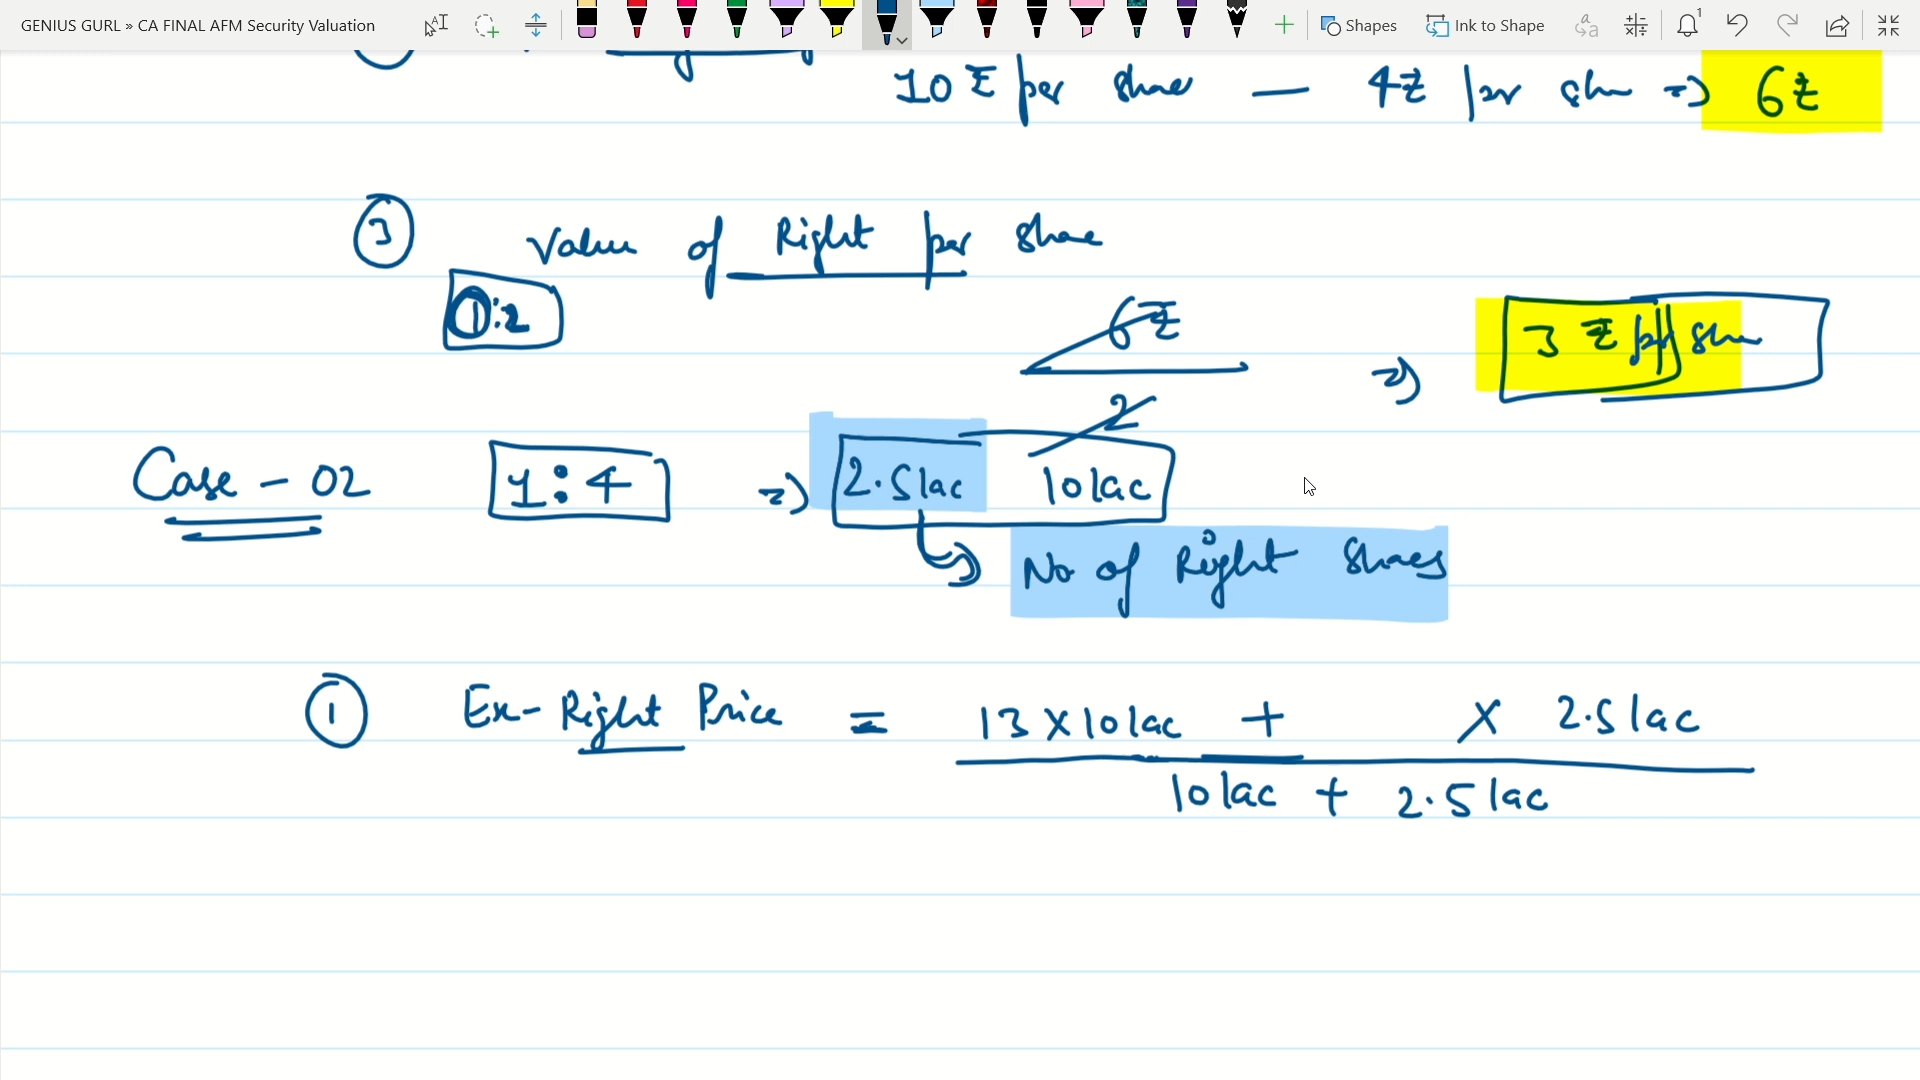 GENIUS GURL » CA FINAL AFM Security Valuation Shapes Ink to Shape 1
10 ₹ per share — 4₹ per sh => 6₹
③ Value of Right per share
1:2
6₹
2
=> 3 ₹ per sh
Case - 02 1:4 => 2.5 lac 10 lac
No of Right Shares
① Ex-Right Price = 13 X 10 lac + X 2.5 lac
10 lac + 2.5 lac